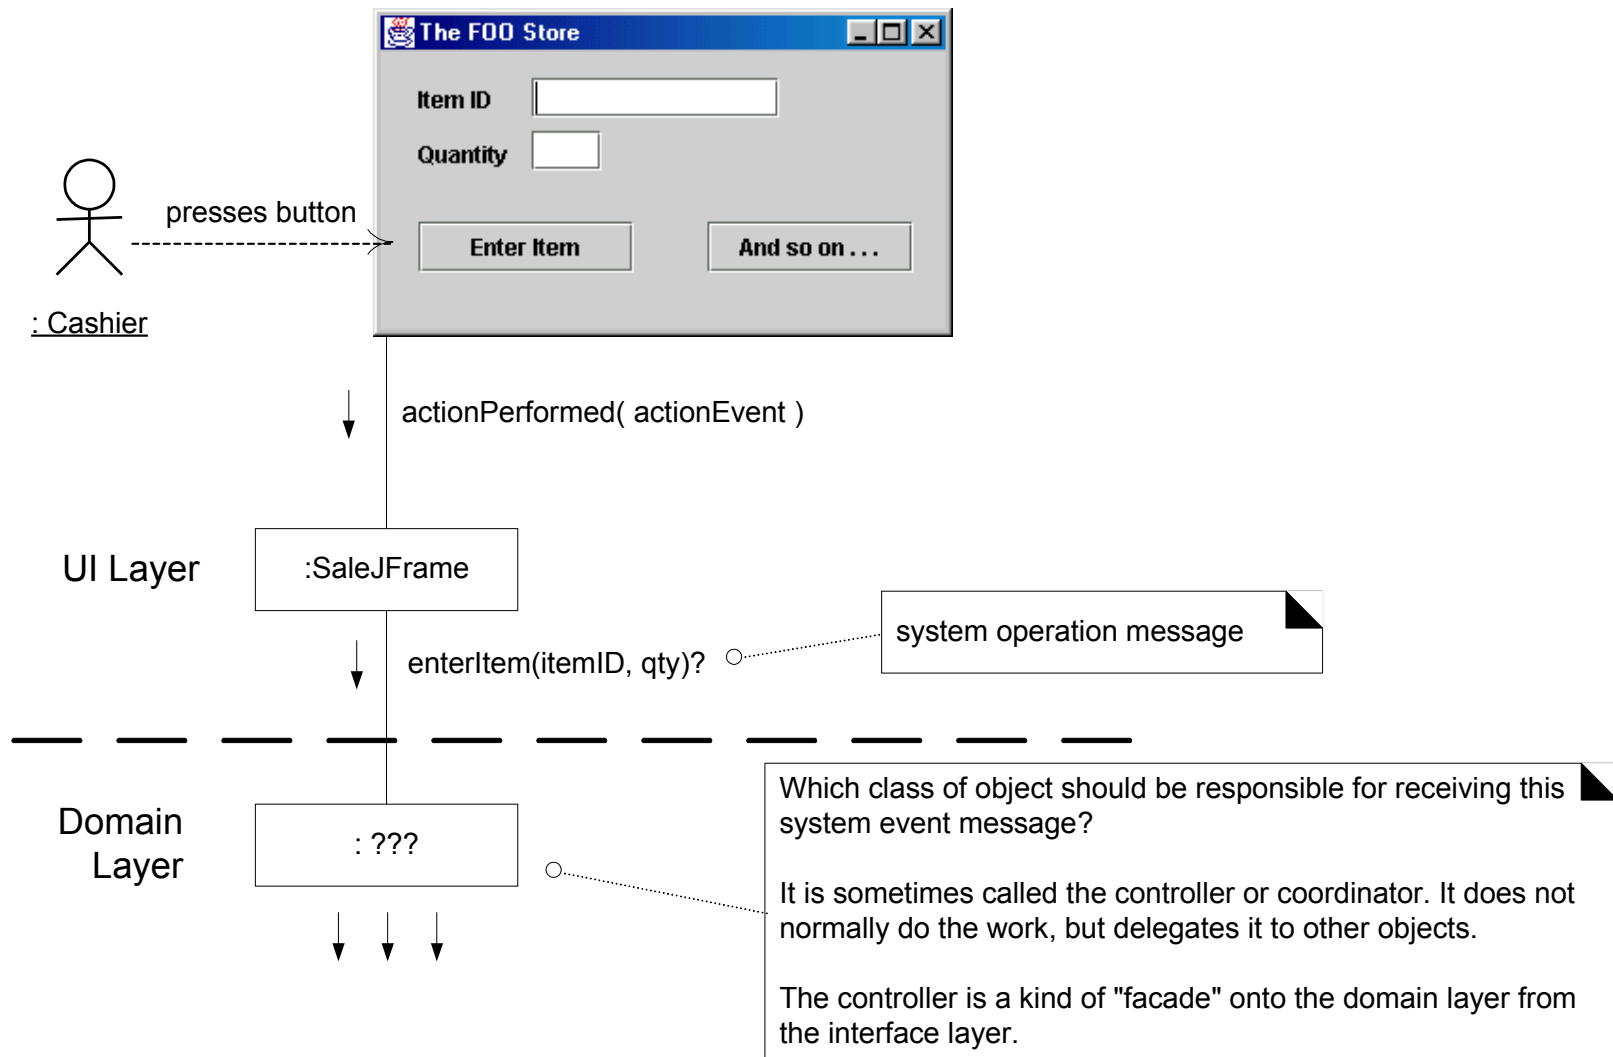 The FOO Store
Item ID
Quantity
presses button
Enter Item
And so on . . .
: Cashier
actionPerformed( actionEvent )
UI Layer
:SaleJFrame
system operation message
enterItem(itemID, qty)?
Domain
Layer
: ???
Which class of object should be responsible for receiving this
system event message?
It is sometimes called the controller or coordinator. It does not
normally do the work, but delegates it to other objects.
The controller is a kind of "facade" onto the domain layer from
the interface layer.